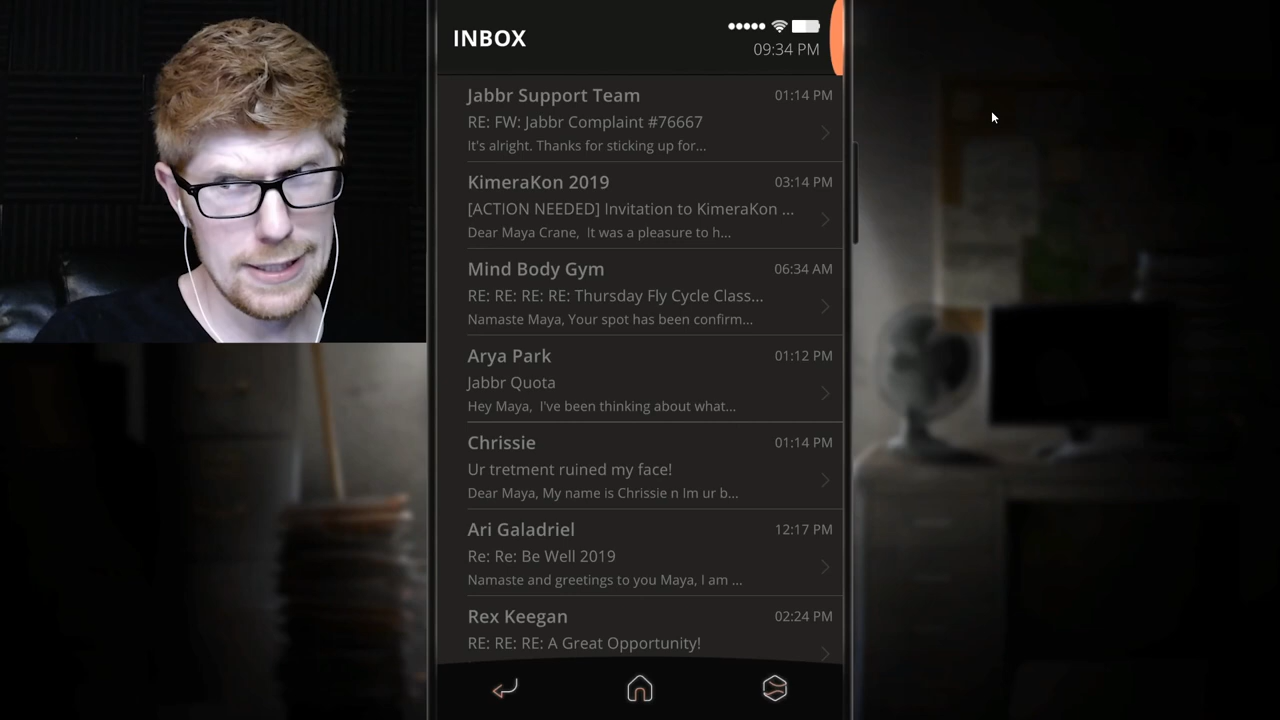 INBOX
09:34 PM
Jabbr Support Team 01:14 PM
RE: FW: Jabbr Complaint #76667
It's alright. Thanks for sticking up for...
KimeraKon 2019 03:14 PM
[ACTION NEEDED] Invitation to KimeraKon ...
Dear Maya Crane,  It was a pleasure to h...
Mind Body Gym 06:34 AM
RE: RE: RE: RE: Thursday Fly Cycle Class...
Namaste Maya, Your spot has been confirm...
Arya Park 01:12 PM
Jabbr Quota
Hey Maya,  I've been thinking about what...
Chrissie 01:14 PM
Ur tretment ruined my face!
Dear Maya, My name is Chrissie n Im ur b...
Ari Galadriel 12:17 PM
Re: Re: Be Well 2019
Namaste and greetings to you Maya, I am ...
Rex Keegan 02:24 PM
RE: RE: RE: A Great Opportunity!